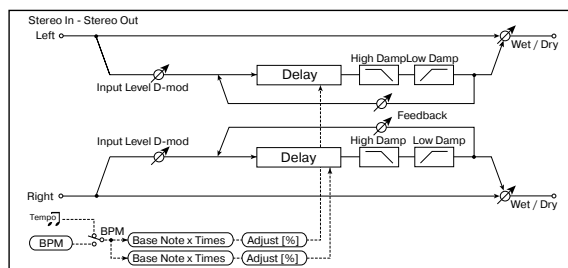 Stereo In - Stereo Out
Left
Wet / Dry
High Damp Low Damp
Delay
Input Level D-mod
Feedback
Input Level D-mod
High Damp Low Damp
Delay
Right
Wet / Dry
Tempo
BPM
BPM
Base Note x Times Adjust [%]
Base Note x Times Adjust [%]